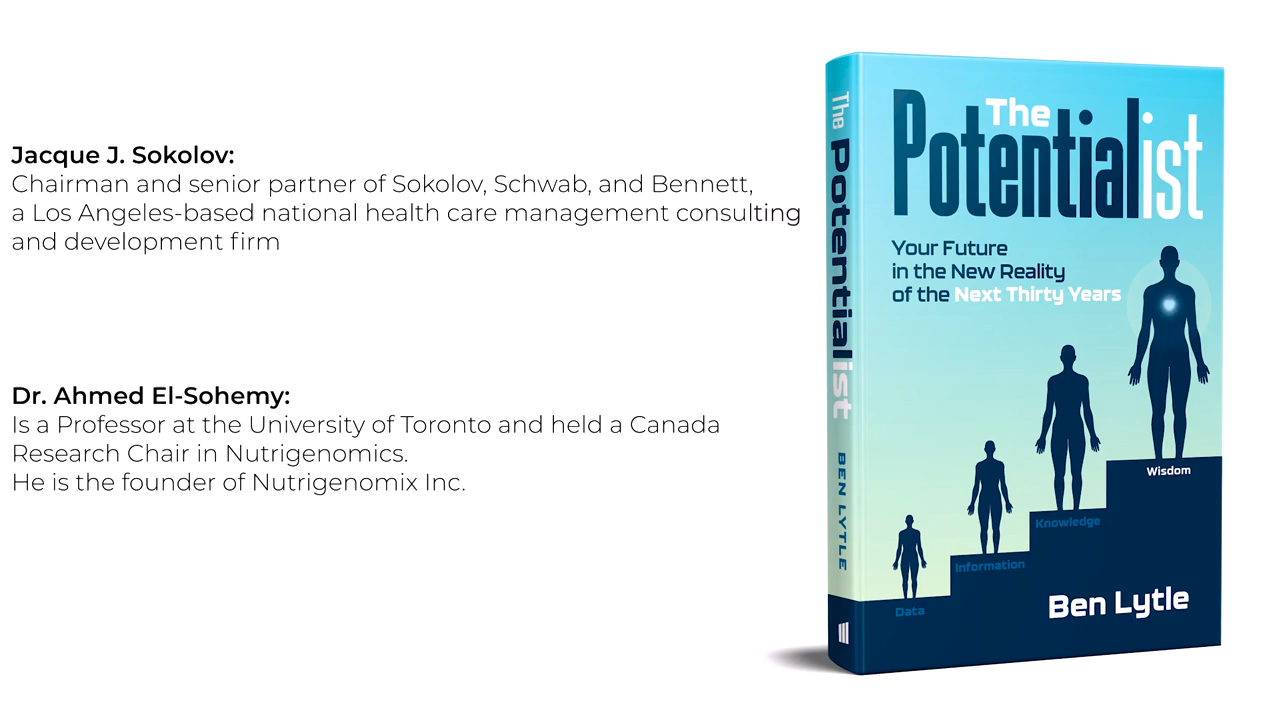 Jacque J. Sokolov:
Chairman and senior partner of Sokolov, Schwab, and Bennett,
a Los Angeles-based national health care management consulting
and development firm
Dr. Ahmed El-Sohemy:
Is a Professor at the University of Toronto and held a Canada
Research Chair in Nutrigenomics.
He is the founder of Nutrigenomix Inc.
The Potentialist
BEN LYTLE
The
Potentialist
Your Future
in the New Reality
of the Next Thirty Years
Wisdom
Knowledge
Information
Data
Ben Lytle